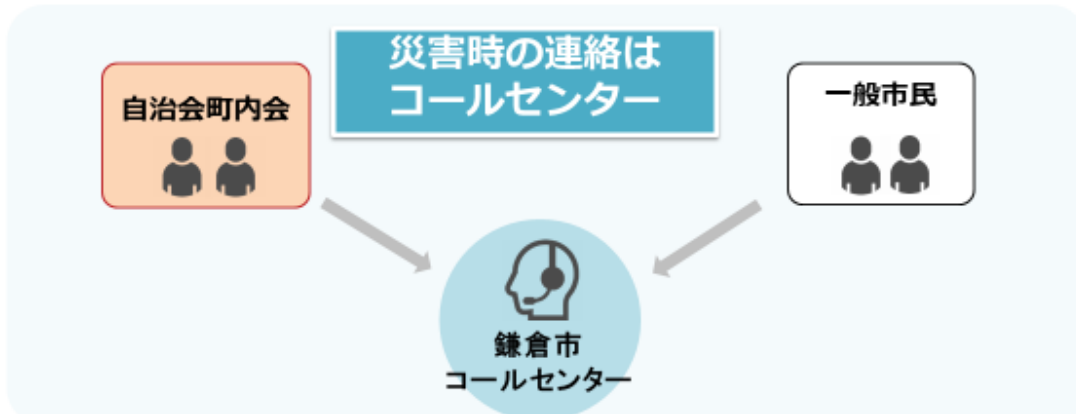 災害時の連絡は
コールセンター
自治会町内会
一般市民
鎌倉市
コールセンター